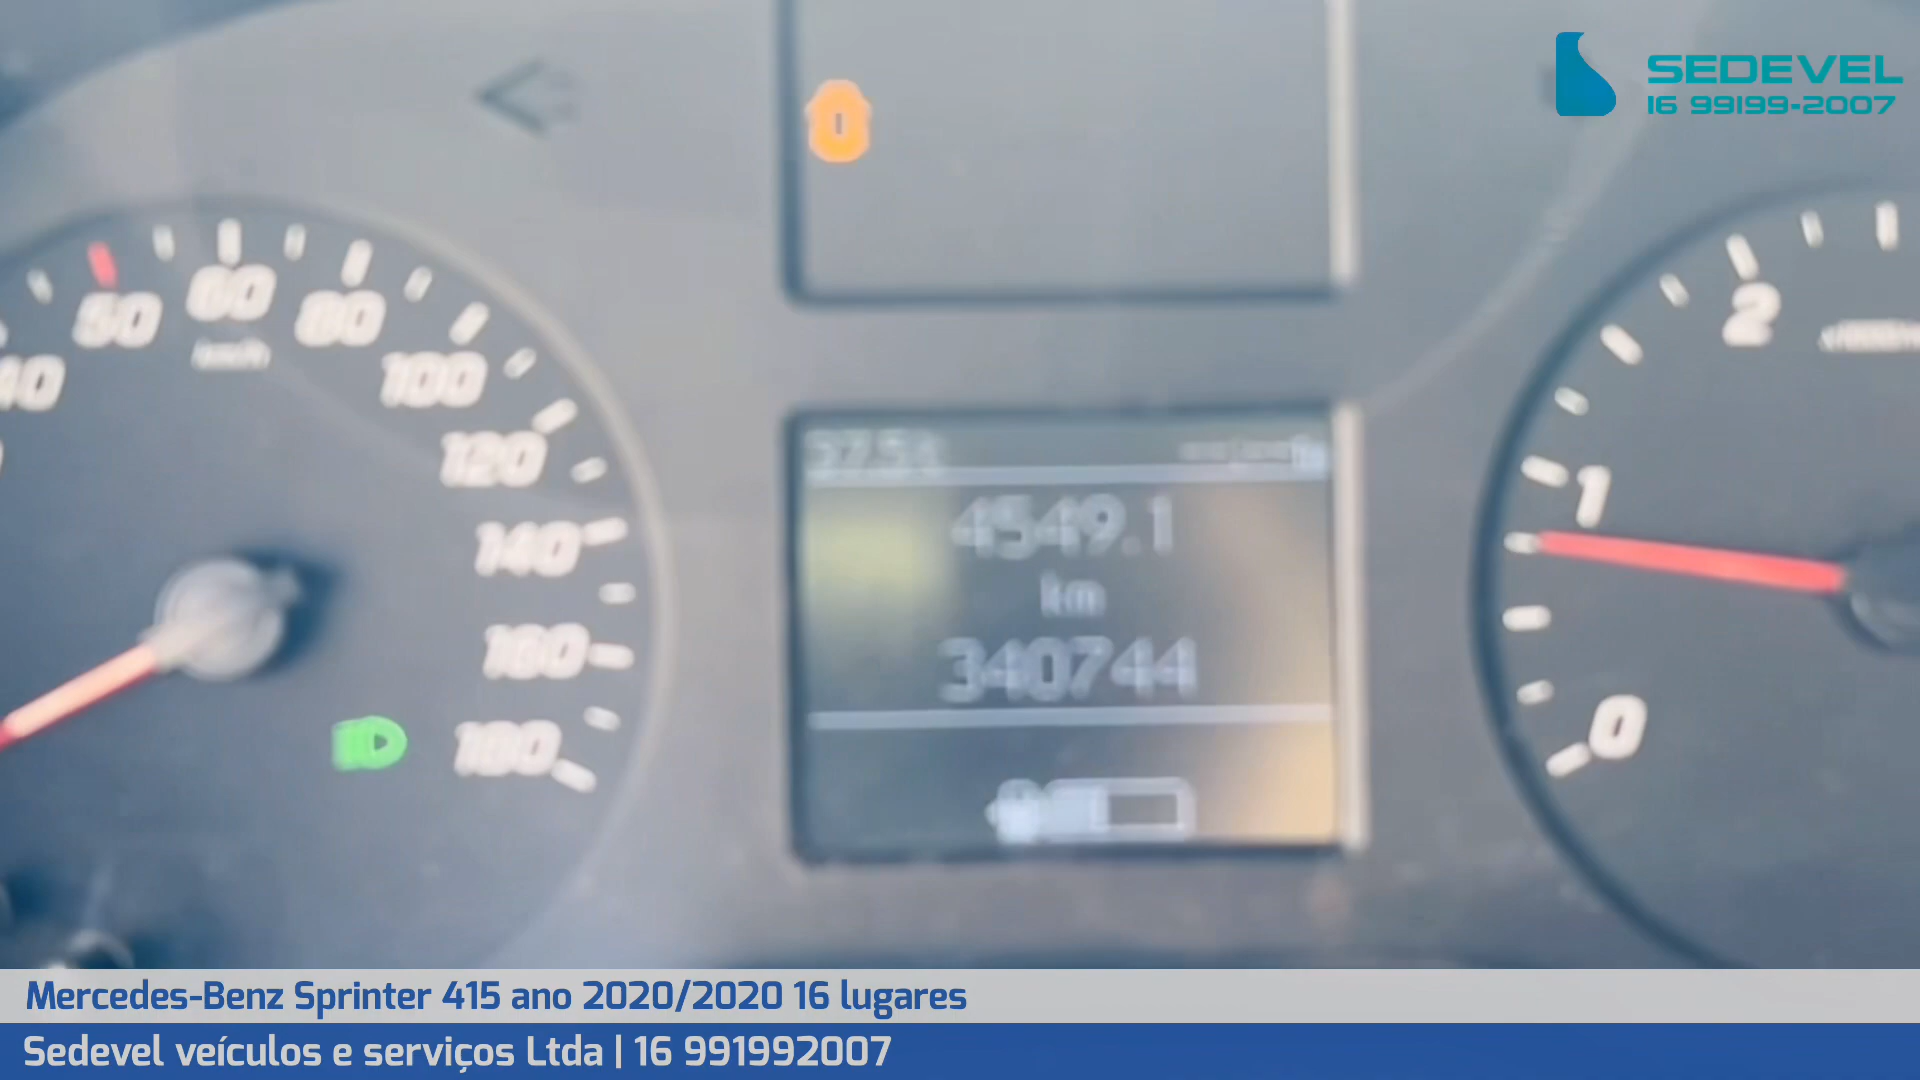 SEDEVEL
16 99199-2007
40 50 60 80 100 120 140 160 180
km/h
2
1
0
4549.1
km
340744
Mercedes-Benz Sprinter 415 ano 2020/2020 16 lugares
Sedevel veículos e serviços Ltda | 16 991992007